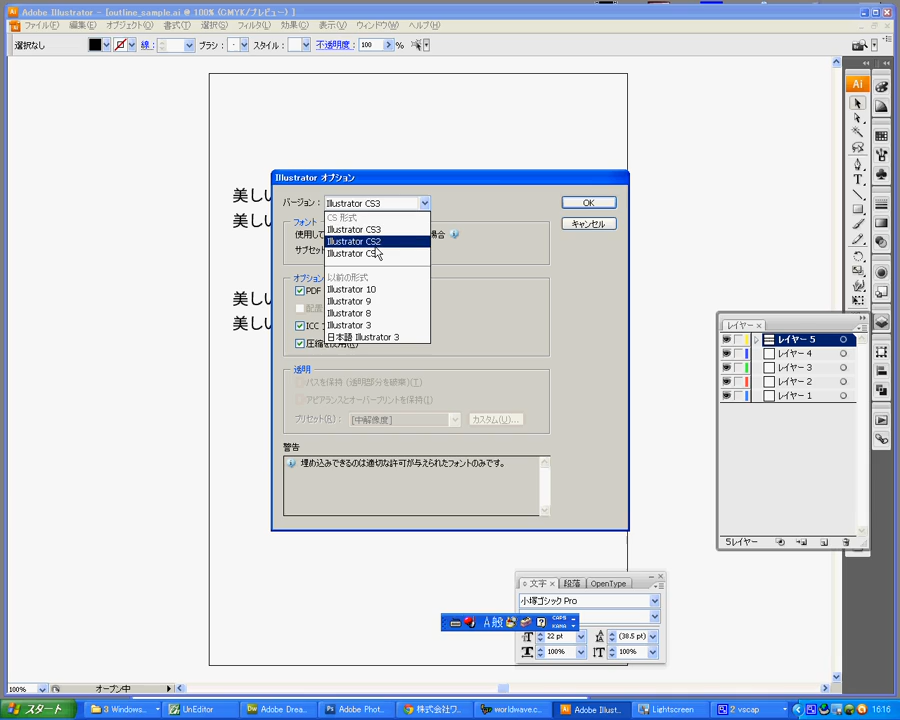 Adobe Illustrator - [outline_sample.ai @ 100% (CMYK/プレビュー)]
ファイル(F) 編集(E) オブジェクト(O) 書式(T) 選択(S) フィルタ(L) 効果(C) 表示(V) ウィンドウ(W) ヘルプ(H)
選択なし 線: ブラシ: スタイル: 不透明度: 100 %
Ai
美し
美し
美し
美し
Illustrator オプション
バージョン: Illustrator CS3
OK
キャンセル
CS 形式
Illustrator CS3
Illustrator CS2
Illustrator CS
以前の形式
Illustrator 10
Illustrator 9
Illustrator 8
Illustrator 3
日本語 Illustrator 3
フォント
使用して
場合
サブセット
オプション
PDF
配置
ICC
圧縮を使用(R)
透明
パスを保持 (透明部分を破棄)(T)
アピアランスとオーバープリントを保持(I)
プリセット(R): [中解像度] カスタム(U)...
警告
埋め込みできるのは適切な許可が与えられたフォントのみです。
レイヤー ×
レイヤー 5
レイヤー 4
レイヤー 3
レイヤー 2
レイヤー 1
5レイヤー
文字 × 段落 OpenType
小塚ゴシック Pro
A 般 CAPS KANA
22 pt (38.5 pt)
100% 100%
100% オープン中
スタート 3 Windows... UnEditor Adobe Drea... Adobe Phot... 株式会社ワ... worldwave.c... Adobe Illust... Lightscreen 2 vscap 16:16